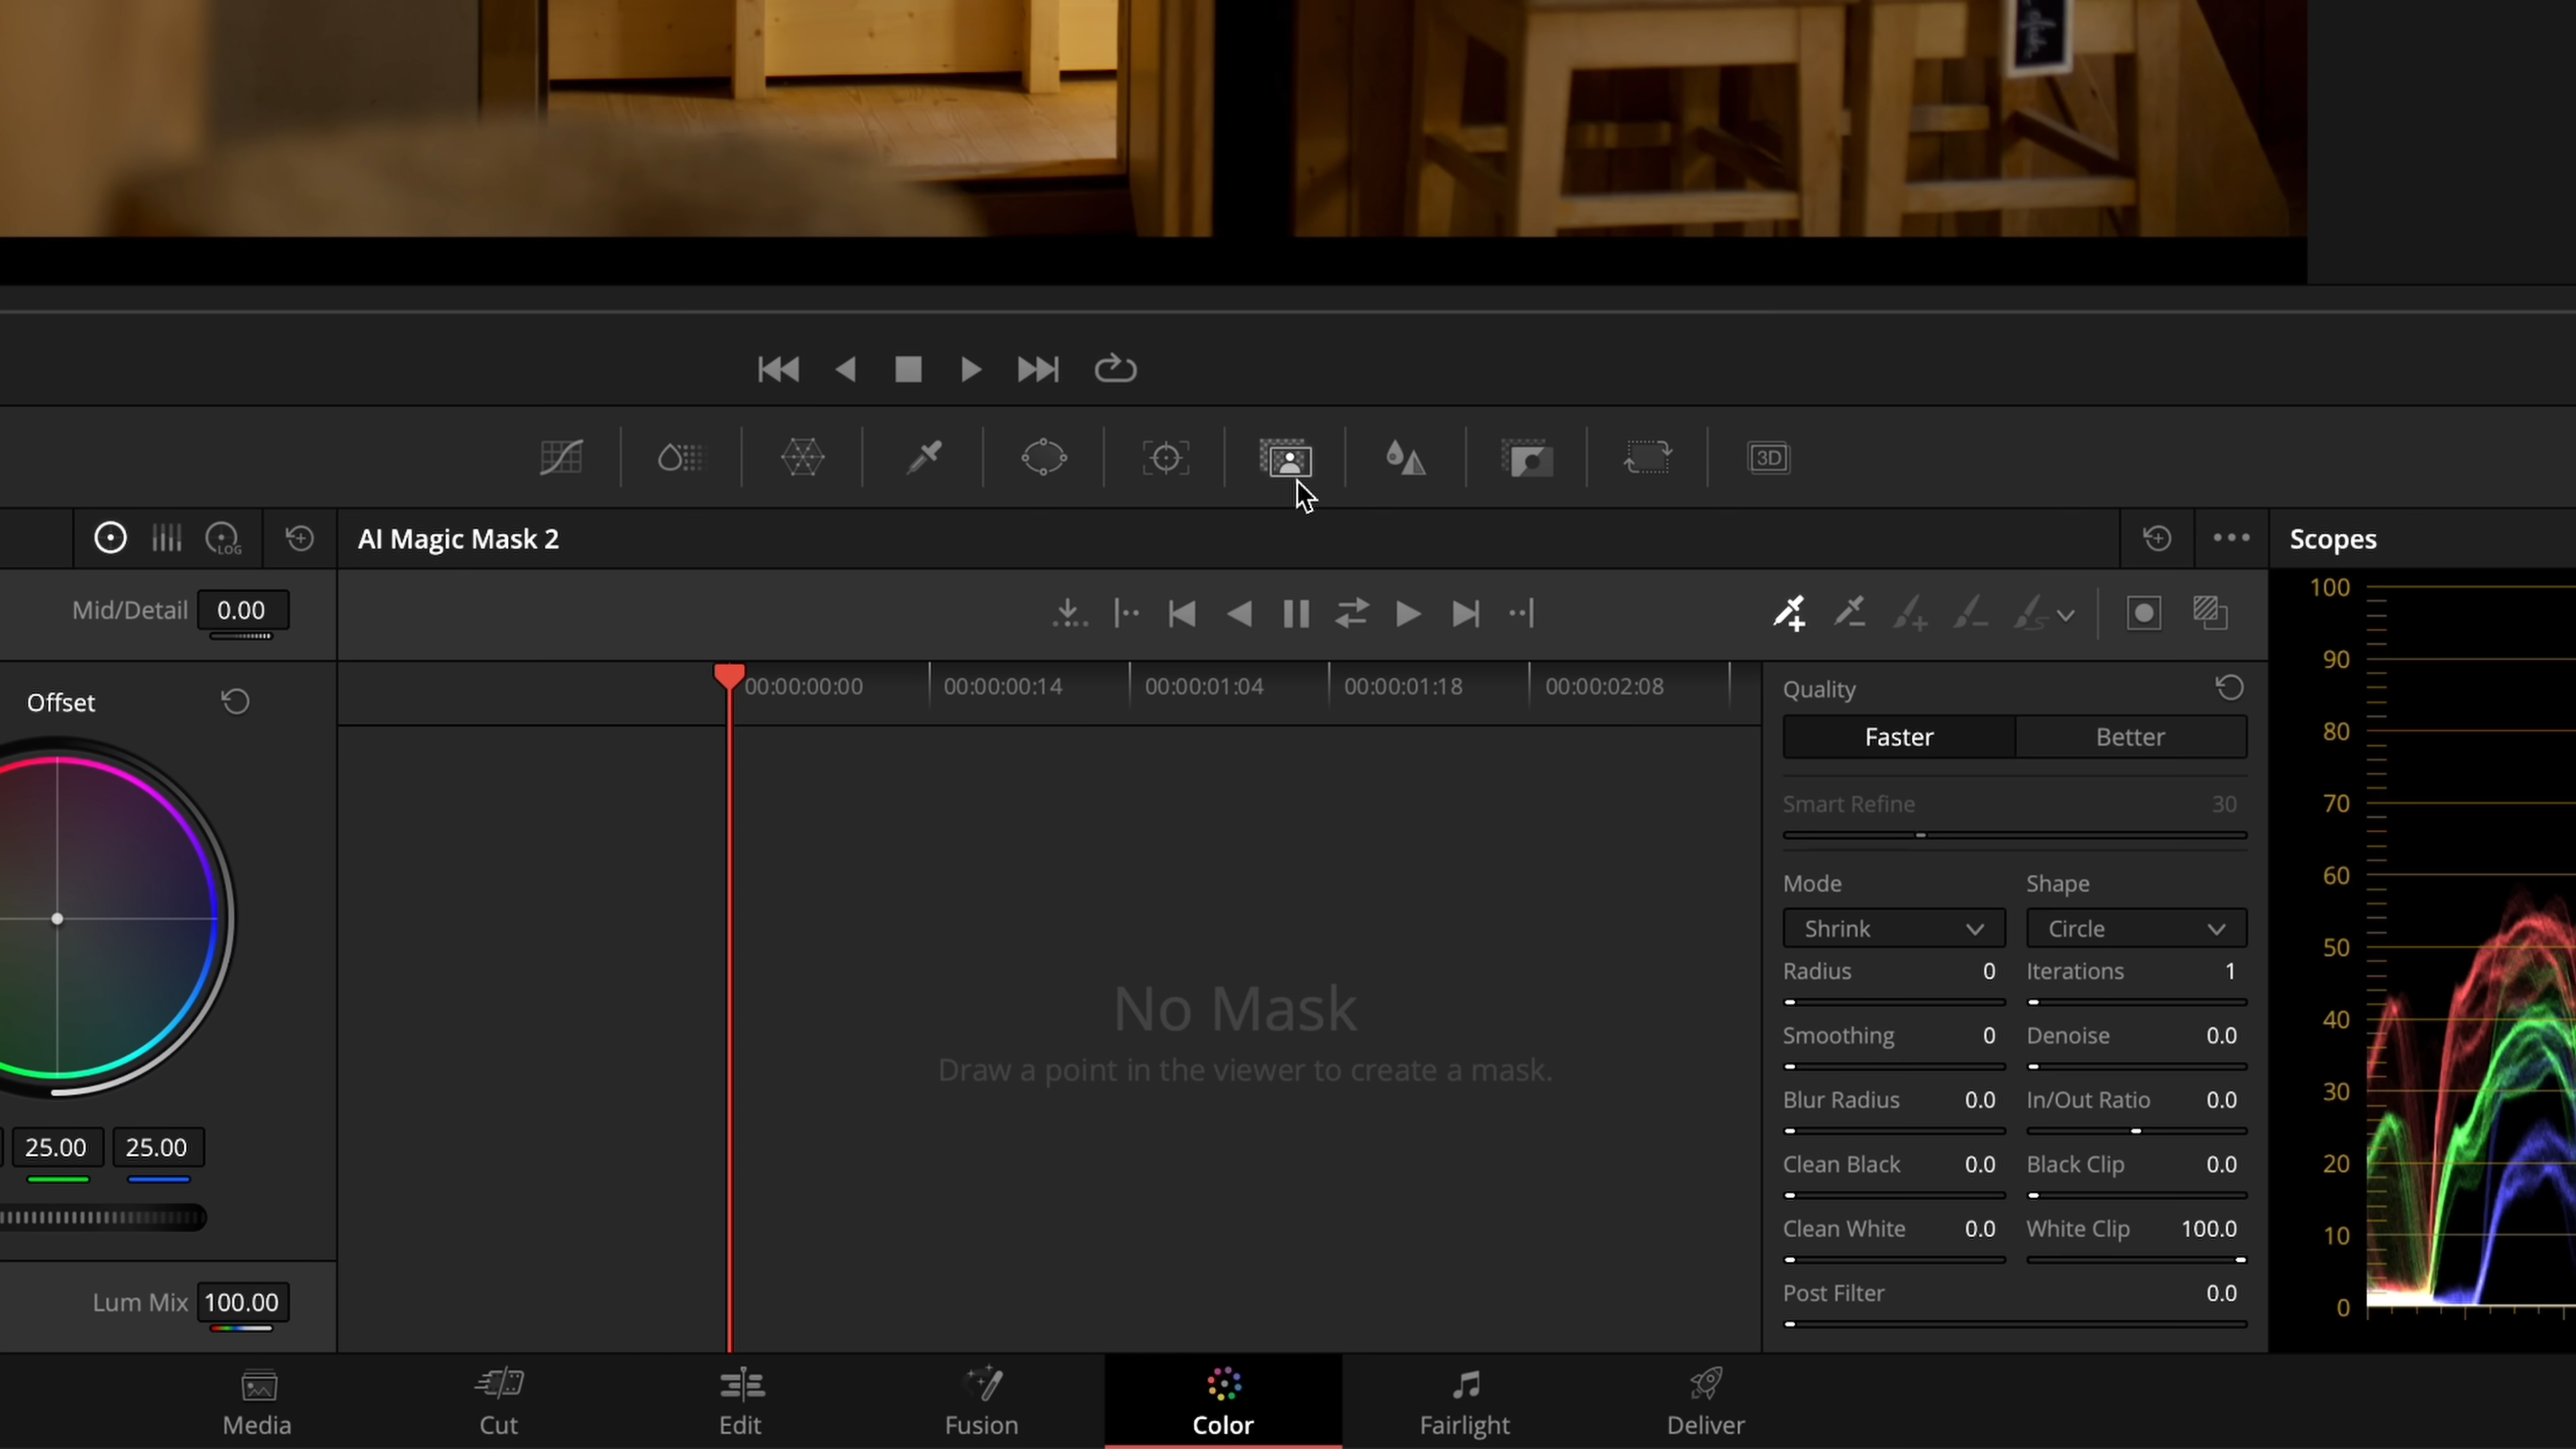 3D
LOG
AI Magic Mask 2
Scopes
Mid/Detail 0.00
Offset
00:00:00:00 00:00:00:14 00:00:01:04 00:00:01:18 00:00:02:08
Quality
Faster Better
Smart Refine 30
Mode Shape
Shrink Circle
Radius 0 Iterations 1
Smoothing 0 Denoise 0.0
Blur Radius 0.0 In/Out Ratio 0.0
Clean Black 0.0 Black Clip 0.0
Clean White 0.0 White Clip 100.0
Post Filter 0.0
No Mask
Draw a point in the viewer to create a mask.
25.00 25.00
Lum Mix 100.00
100
90
80
70
60
50
40
30
20
10
0
Media Cut Edit Fusion Color Fairlight Deliver